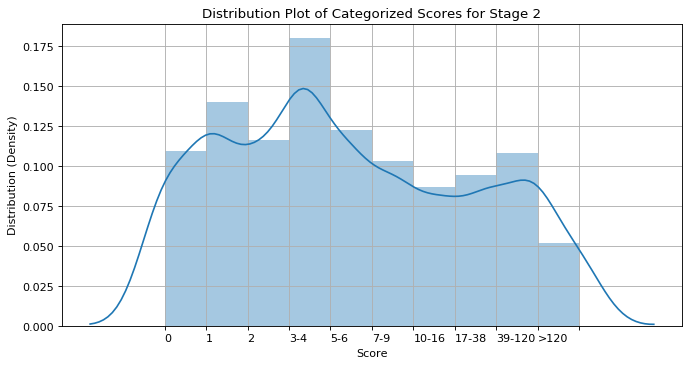 Distribution Plot of Categorized Scores for Stage 2
0.175
0.150
0.125
0.100
0.075
0.050
0.025
0.000
Distribution (Density)
0 1 2 3-4 5-6 7-9 10-16 17-38 39-120 >120
Score